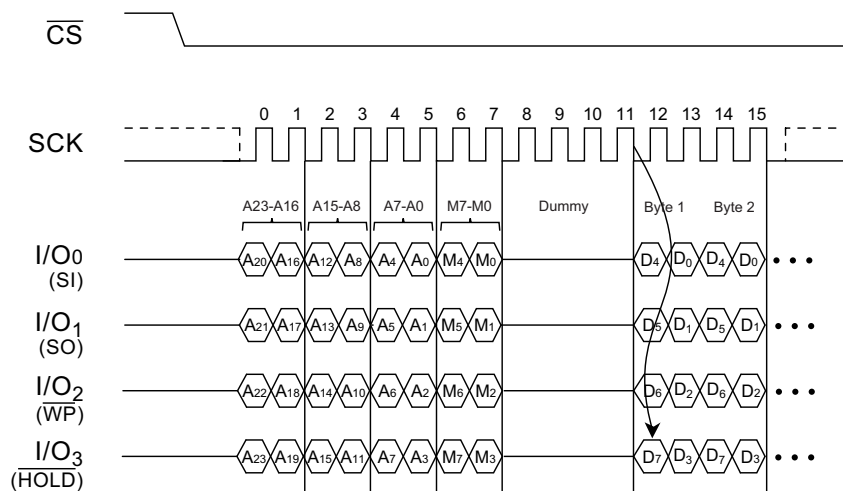 CS
0 1 2 3 4 5 6 7 8 9 10 11 12 13 14 15
SCK
A23-A16 A15-A8 A7-A0 M7-M0 Dummy Byte 1 Byte 2
I/O0 A20 A16 A12 A8 A4 A0 M4 M0 D4 D0 D4 D0 • • •
(SI)
I/O1 A21 A17 A13 A9 A5 A1 M5 M1 D5 D1 D5 D1 • • •
(SO)
I/O2 A22 A18 A14 A10 A6 A2 M6 M2 D6 D2 D6 D2 • • •
(WP)
I/O3 A23 A19 A15 A11 A7 A3 M7 M3 D7 D3 D7 D3 • • •
(HOLD)